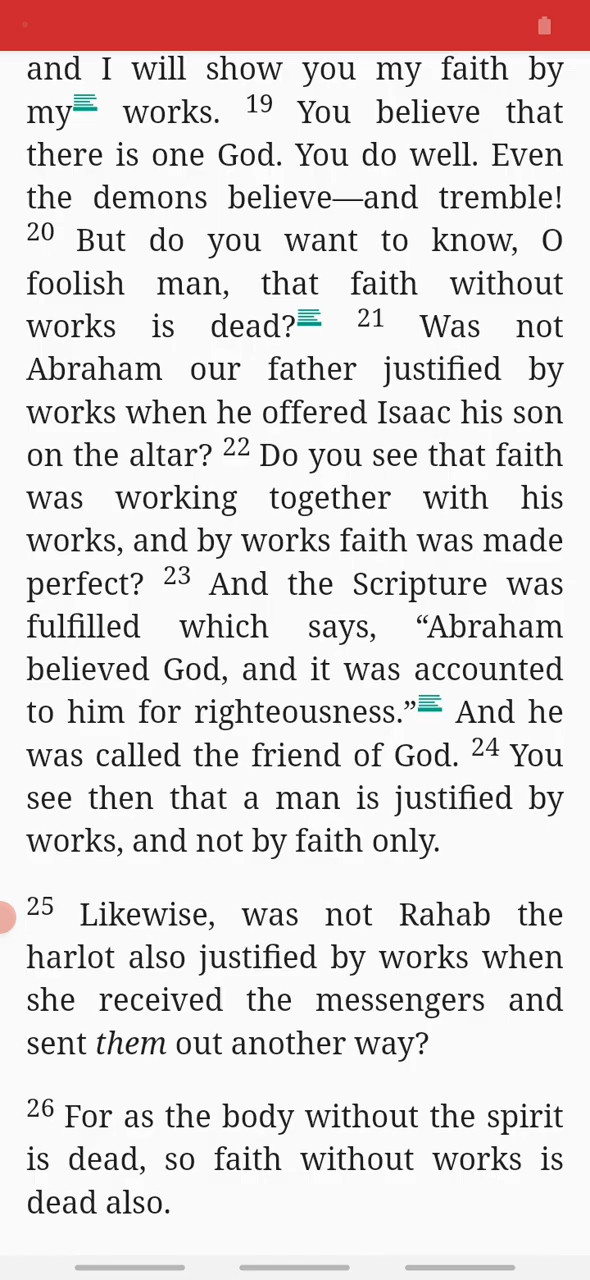 and I will show you my faith by
my works. 19 You believe that
there is one God. You do well. Even
the demons believe—and tremble!
20 But do you want to know, O
foolish man, that faith without
works is dead? 21 Was not
Abraham our father justified by
works when he offered Isaac his son
on the altar? 22 Do you see that faith
was working together with his
works, and by works faith was made
perfect? 23 And the Scripture was
fulfilled which says, “Abraham
believed God, and it was accounted
to him for righteousness.” And he
was called the friend of God. 24 You
see then that a man is justified by
works, and not by faith only.
25 Likewise, was not Rahab the
harlot also justified by works when
she received the messengers and
sent them out another way?
26 For as the body without the spirit
is dead, so faith without works is
dead also.